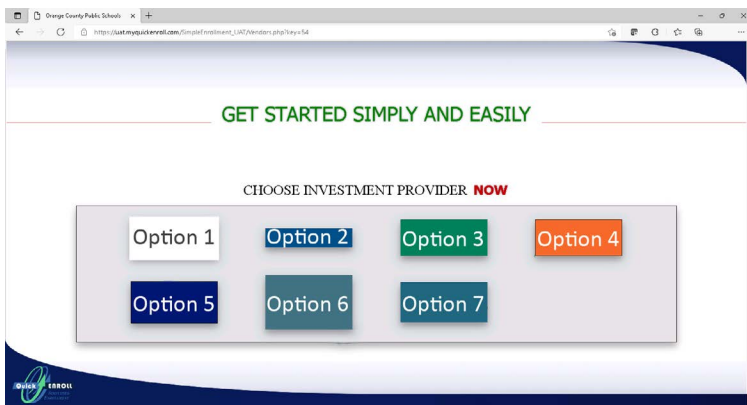 Orange County Public Schools
https://uat.myquickenroll.com/SimpleEnrollment_UAT/Vendors.php?key=54
GET STARTED SIMPLY AND EASILY
CHOOSE INVESTMENT PROVIDER NOW
Option 1 Option 2 Option 3 Option 4
Option 5 Option 6 Option 7
Quick ENROLL